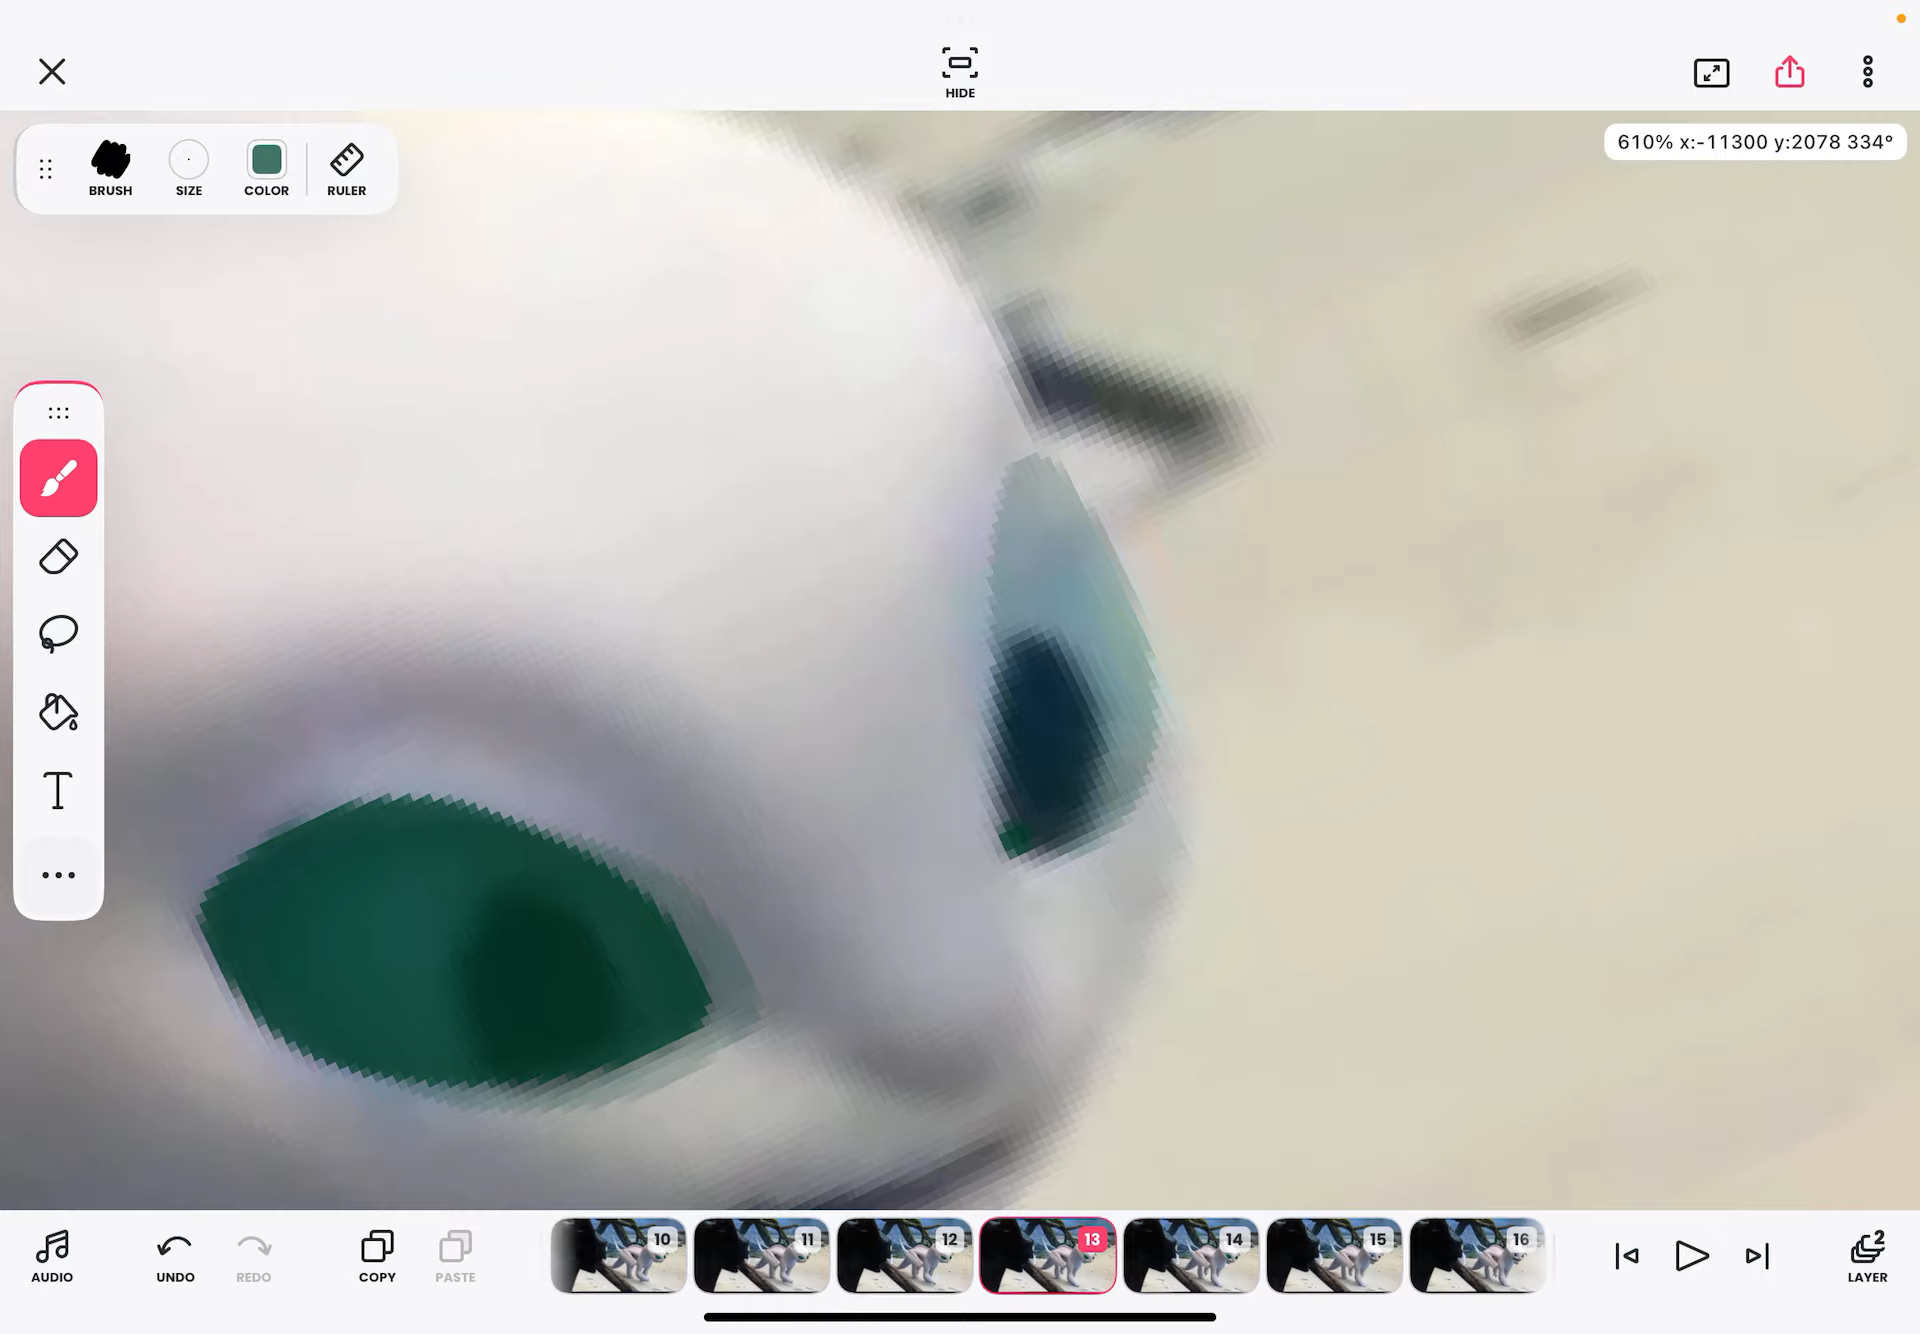 HIDE
BRUSH SIZE COLOR RULER
610% x:-11300 y:2078 334°
10 11 12 13 14 15 16
2
AUDIO UNDO REDO COPY PASTE LAYER